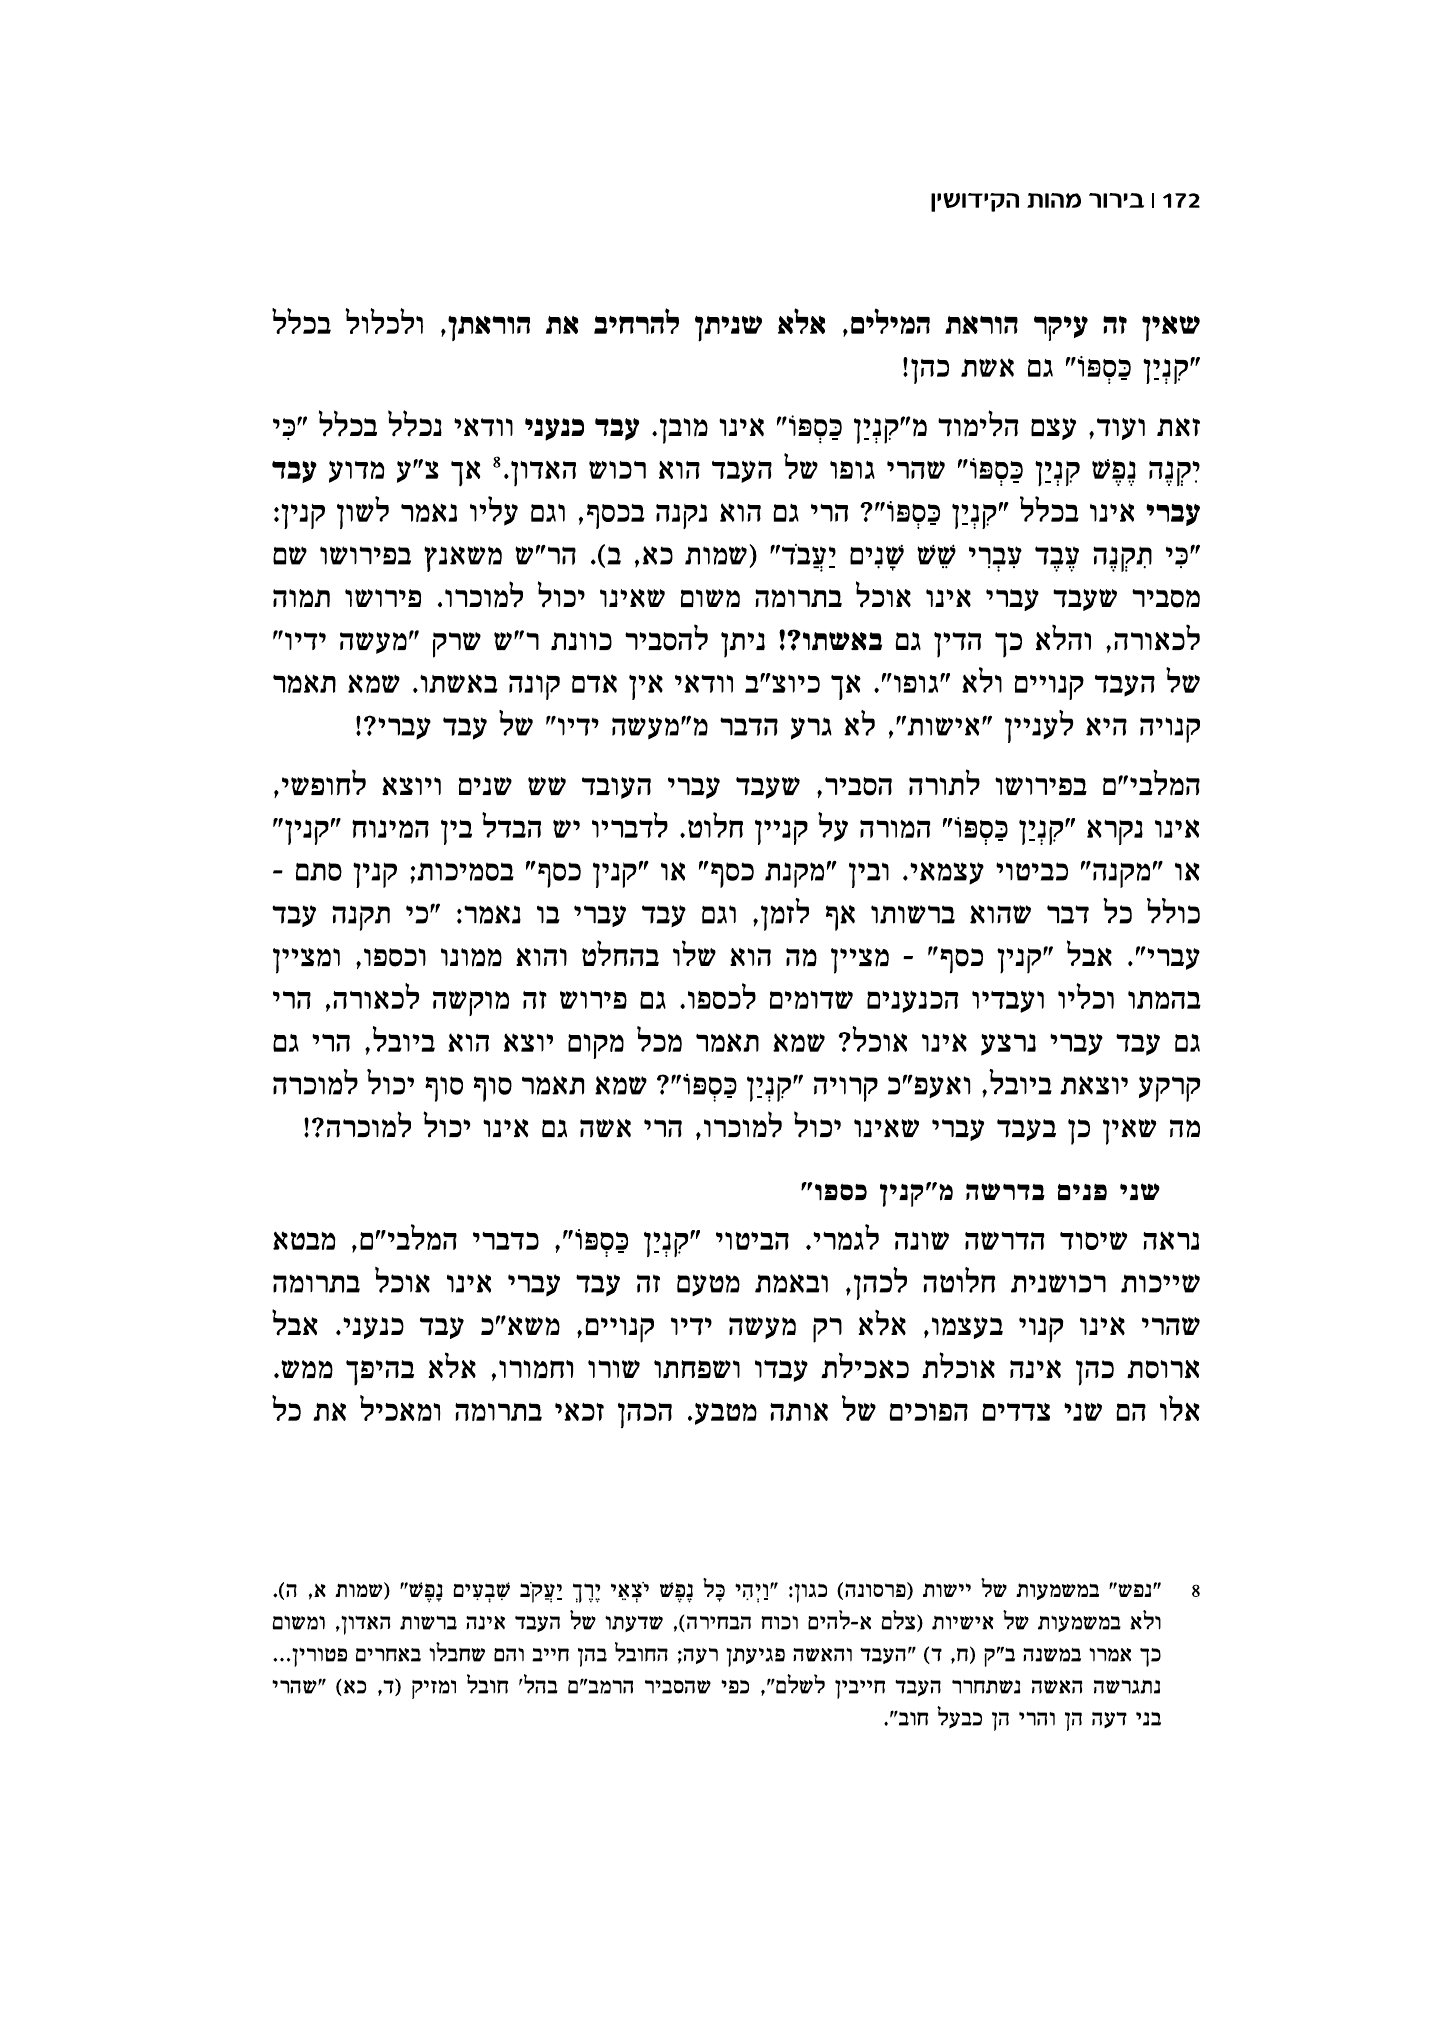 172 | בירור מהות הקידושין
שאין זה עיקר הוראת המילים, אלא שניתן להרחיב את הוראתן, ולכלול בכלל
"קִנְיַן כַּסְפּוֹ" גם אשת כהן!
זאת ועוד, עצם הלימוד מ"קִנְיַן כַּסְפּוֹ" אינו מובן. עבד כנעני וודאי נכלל בכלל "כִּי
יִקְנֶה נֶפֶשׁ קִנְיַן כַּסְפּוֹ" שהרי גופו של העבד הוא רכוש האדון.8 אך צ"ע מדוע עבד
עברי אינו בכלל "קִנְיַן כַּסְפּוֹ"? הרי גם הוא נקנה בכסף, וגם עליו נאמר לשון קנין:
"כִּי תִקְנֶה עֶבֶד עִבְרִי שֵׁשׁ שָׁנִים יַעֲבֹד" (שמות כא, ב). הר"ש משאנץ בפירושו שם
מסביר שעבד עברי אינו אוכל בתרומה משום שאינו יכול למוכרו. פירושו תמוה
לכאורה, והלא כך הדין גם באשתו?! ניתן להסביר כוונת ר"ש שרק "מעשה ידיו"
של העבד קנויים ולא "גופו". אך כיוצ"ב וודאי אין אדם קונה באשתו. שמא תאמר
קנויה היא לעניין "אישות", לא גרע הדבר מ"מעשה ידיו" של עבד עברי?!
המלבי"ם בפירושו לתורה הסביר, שעבד עברי העובד שש שנים ויוצא לחופשי,
אינו נקרא "קִנְיַן כַּסְפּוֹ" המורה על קניין חלוט. לדבריו יש הבדל בין המינוח "קנין"
או "מקנה" כביטוי עצמאי. ובין "מקנת כסף" או "קנין כסף" בסמיכות; קנין סתם -
כולל כל דבר שהוא ברשותו אף לזמן, וגם עבד עברי בו נאמר: "כי תקנה עבד
עברי". אבל "קנין כסף" - מציין מה הוא שלו בהחלט והוא ממונו וכספו, ומציין
בהמתו וכליו ועבדיו הכנענים שדומים לכספו. גם פירוש זה מוקשה לכאורה, הרי
גם עבד עברי נרצע אינו אוכל? שמא תאמר מכל מקום יוצא הוא ביובל, הרי גם
קרקע יוצאת ביובל, ואעפ"כ קרויה "קִנְיַן כַּסְפּוֹ"? שמא תאמר סוף סוף יכול למוכרה
מה שאין כן בעבד עברי שאינו יכול למוכרו, הרי אשה גם אינו יכול למוכרה?!
שני פנים בדרשה מ"קנין כספו"
נראה שיסוד הדרשה שונה לגמרי. הביטוי "קִנְיַן כַּסְפּוֹ", כדברי המלבי"ם, מבטא
שייכות רכושנית חלוטה לכהן, ובאמת מטעם זה עבד עברי אינו אוכל בתרומה
שהרי אינו קנוי בעצמו, אלא רק מעשה ידיו קנויים, משא"כ עבד כנעני. אבל
ארוסת כהן אינה אוכלת כאכילת עבדו ושפחתו שורו וחמורו, אלא בהיפך ממש.
אלו הם שני צדדים הפוכים של אותה מטבע. הכהן זכאי בתרומה ומאכיל את כל
8 "נפש" במשמעות של יישות (פרסונה) כגון: "וַיְהִי כָּל נֶפֶשׁ יֹצְאֵי יֶרֶךְ יַעֲקֹב שִׁבְעִים נָפֶשׁ" (שמות א, ה).
ולא במשמעות של אישיות (צלם א-להים וכוח הבחירה), שדעתו של העבד אינה ברשות האדון, ומשום
כך אמרו במשנה ב"ק (ח, ד) "העבד והאשה פגיעתן רעה; החובל בהן חייב והם שחבלו באחרים פטורין...
נתגרשה האשה נשתחרר העבד חייבין לשלם", כפי שהסביר הרמב"ם בהל' חובל ומזיק (ד, כא) "שהרי
בני דעה הן והרי הן כבעל חוב".